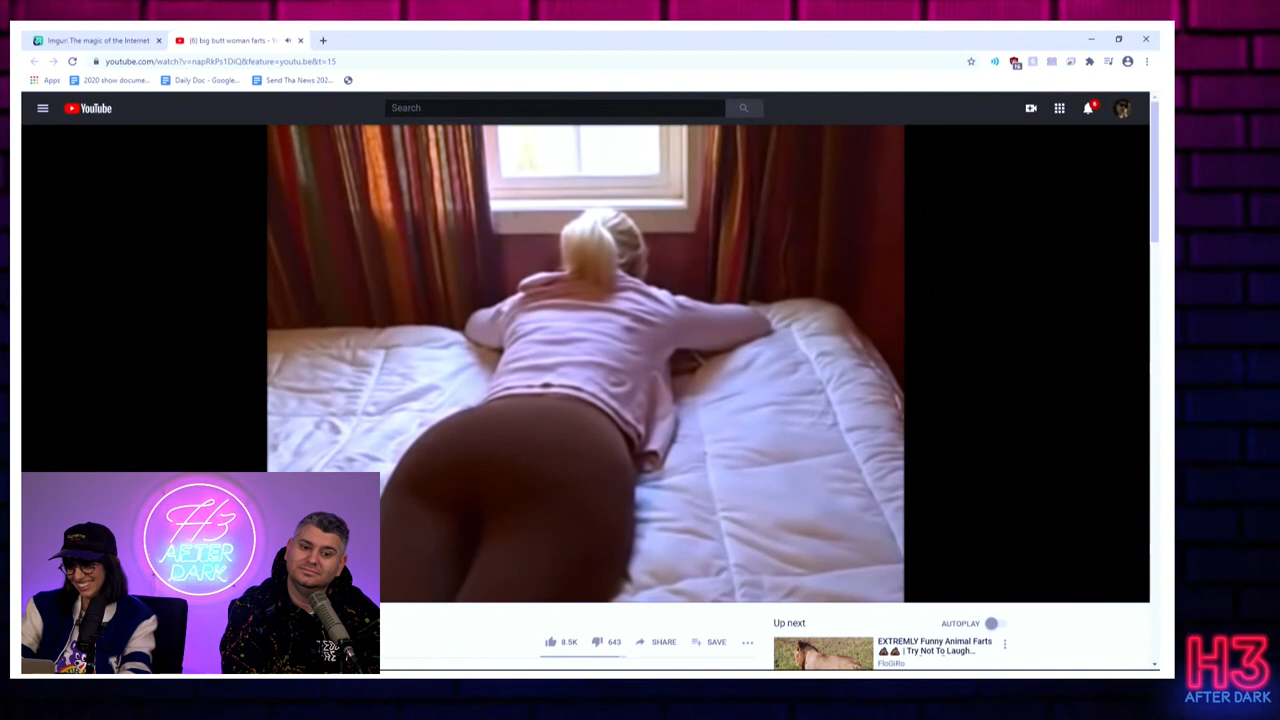 Imgur: The magic of the Internet
(6) big butt woman farts - Y
youtube.com/watch?v=napRkPs1DiQ&feature=youtu.be&t=15
Apps
2020 show docume...
Daily Doc - Google...
Send Tha News 202...
YouTube
Search
6
H3
AFTER
DARK
8.5K
643
SHARE
SAVE
Up next
AUTOPLAY
EXTREMLY Funny Animal Farts
💩💩 | Try Not To Laugh...
FloGiRo
H3
AFTER DARK